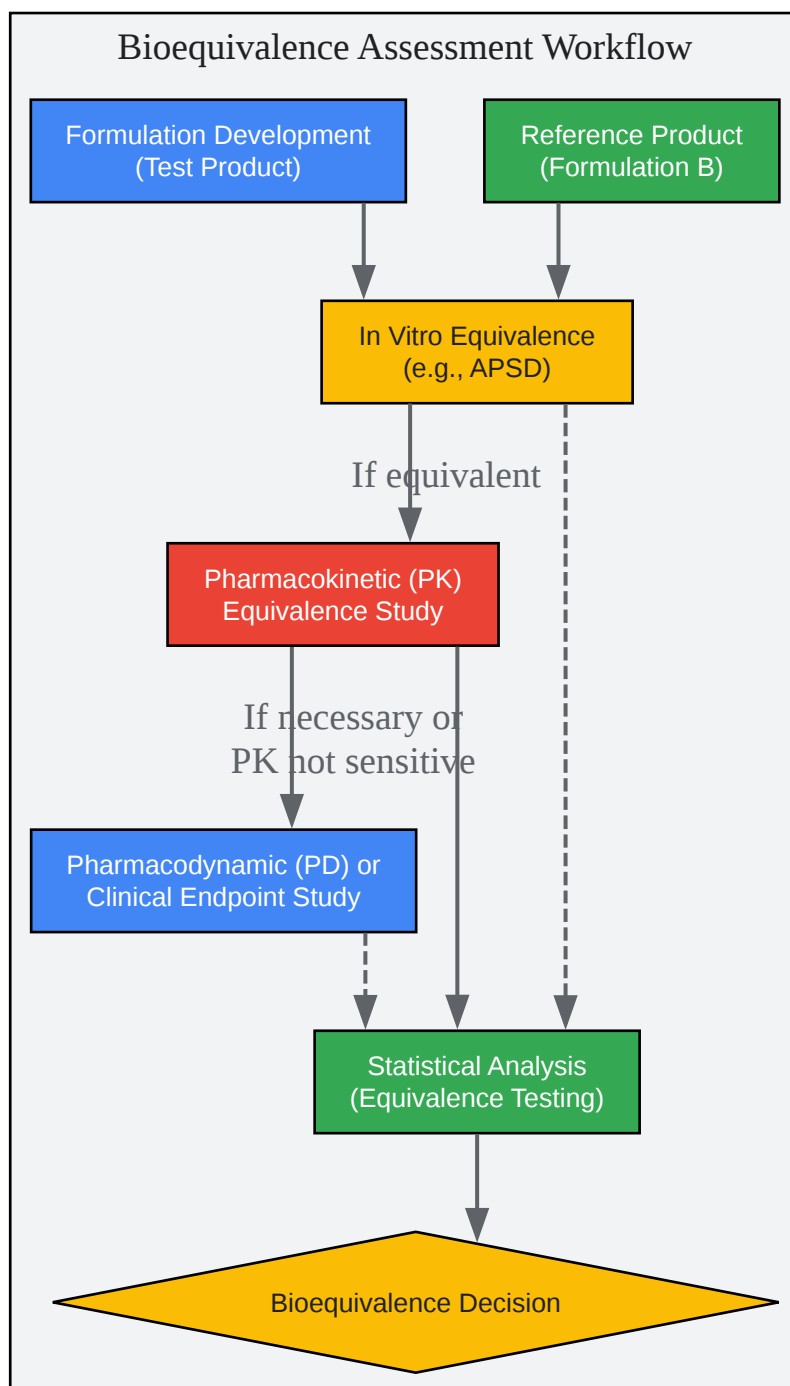 Bioequivalence Assessment Workflow
Formulation Development
(Test Product)
Reference Product
(Formulation B)
In Vitro Equivalence
(e.g., APSD)
If equivalent
Pharmacokinetic (PK)
Equivalence Study
If necessary or
PK not sensitive
Pharmacodynamic (PD) or
Clinical Endpoint Study
Statistical Analysis
(Equivalence Testing)
Bioequivalence Decision